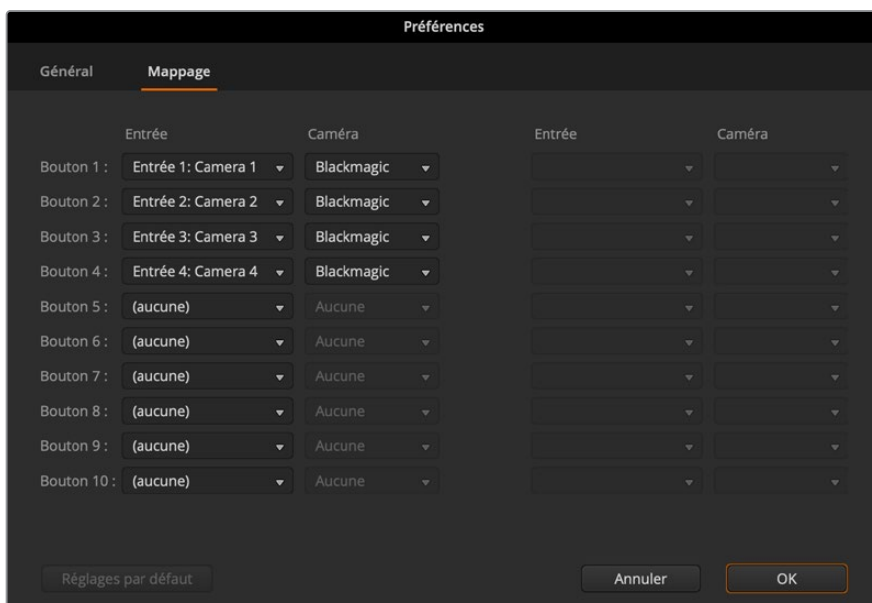 Préférences
Général Mappage
Entrée Caméra Entrée Caméra
Bouton 1 : Entrée 1: Camera 1 Blackmagic
Bouton 2 : Entrée 2: Camera 2 Blackmagic
Bouton 3 : Entrée 3: Camera 3 Blackmagic
Bouton 4 : Entrée 4: Camera 4 Blackmagic
Bouton 5 : (aucune) Aucune
Bouton 6 : (aucune) Aucune
Bouton 7 : (aucune) Aucune
Bouton 8 : (aucune) Aucune
Bouton 9 : (aucune) Aucune
Bouton 10 : (aucune) Aucune
Réglages par défaut Annuler OK